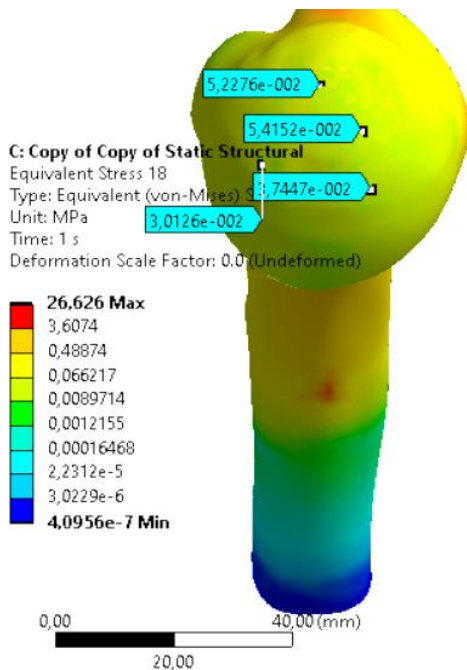 5,2276e-002
5,4152e-002
C: Copy of Copy of Static Structural
Equivalent Stress 18
Type: Equivalent (von-Mises) S
3,7447e-002
Unit: MPa
3,0126e-002
Time: 1 s
Deformation Scale Factor: 0.0 (Undeformed)
26,626 Max
3,6074
0,48874
0,066217
0,0089714
0,0012155
0,00016468
2,2312e-5
3,0229e-6
4,0956e-7 Min
0,00 40,00 (mm)
20,00